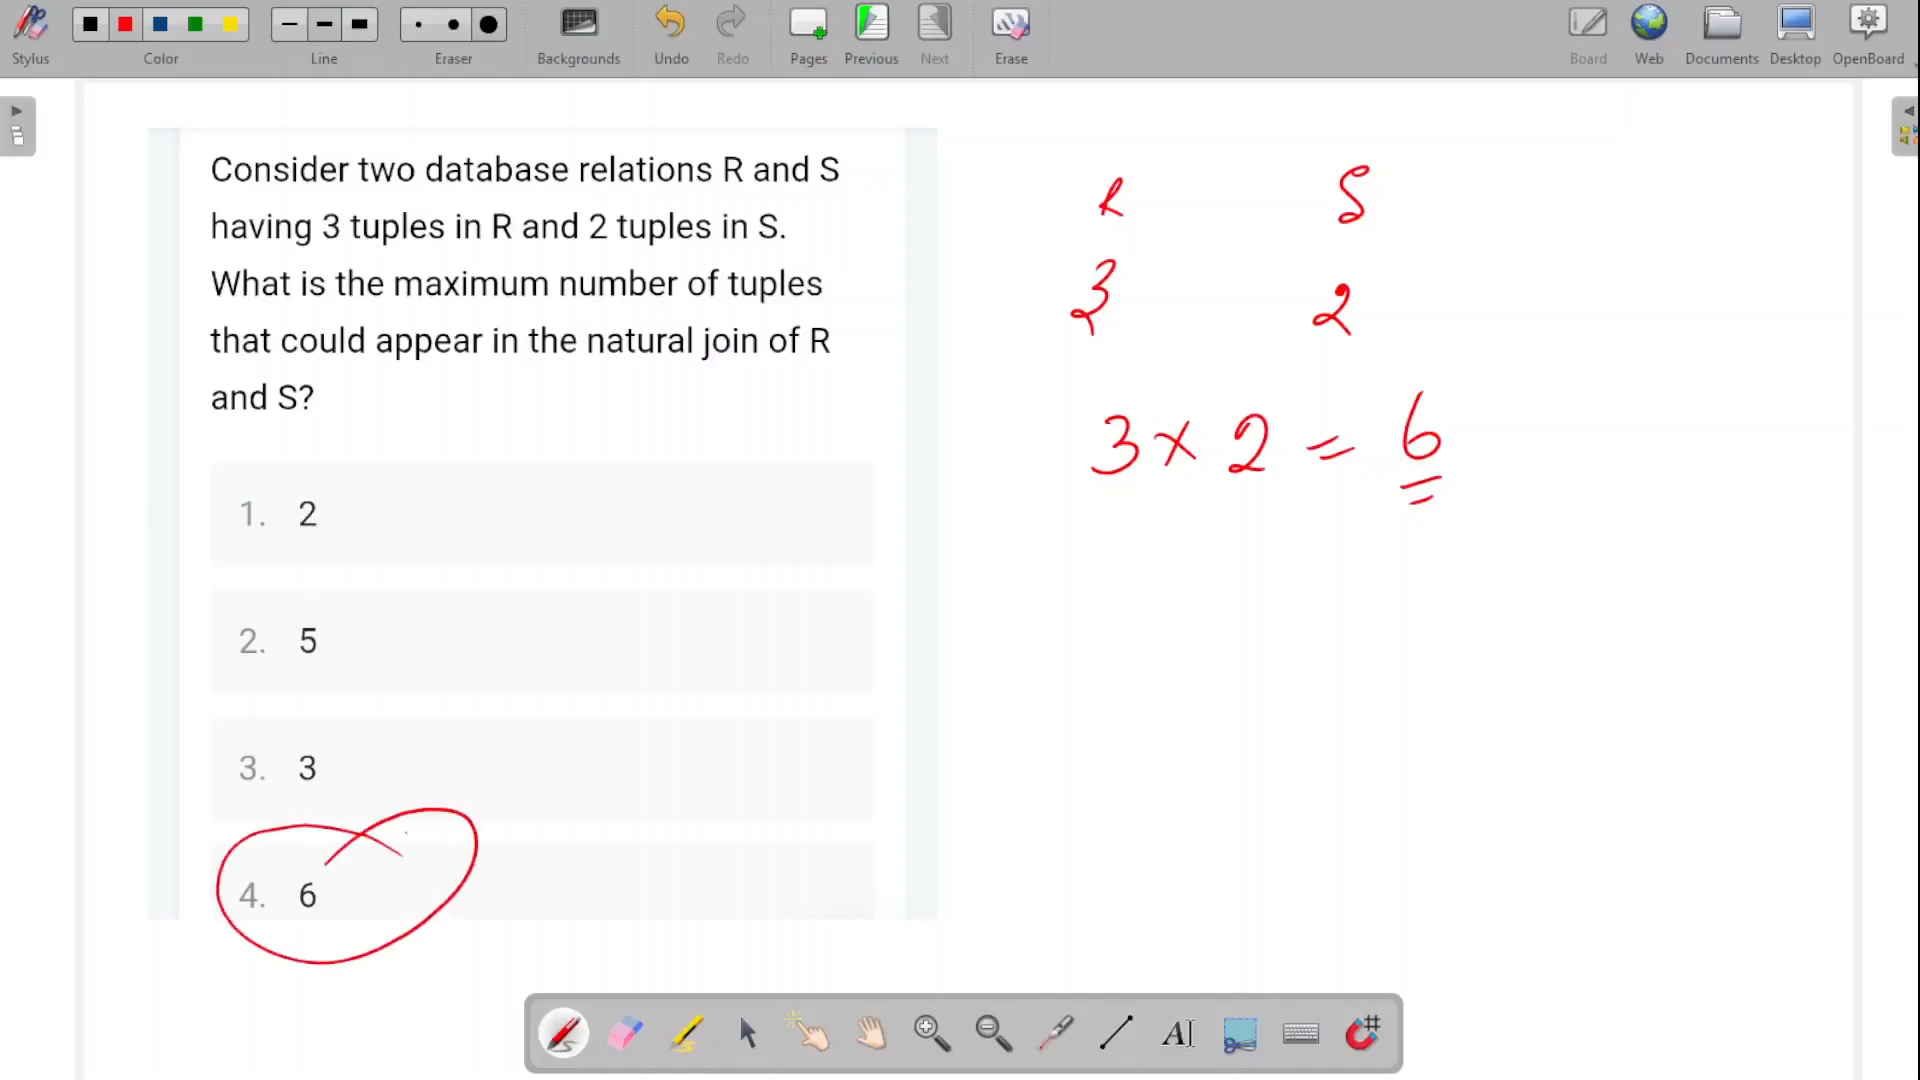 Stylus
Color
Line
Eraser
Backgrounds
Undo
Redo
Pages
Previous
Next
Erase
Board
Web
Documents
Desktop
OpenBoard
Consider two database relations R and S
having 3 tuples in R and 2 tuples in S.
What is the maximum number of tuples
that could appear in the natural join of R
and S?
1. 2
2. 5
3. 3
4. 6
R S
3 2
3 × 2 = 6
AI